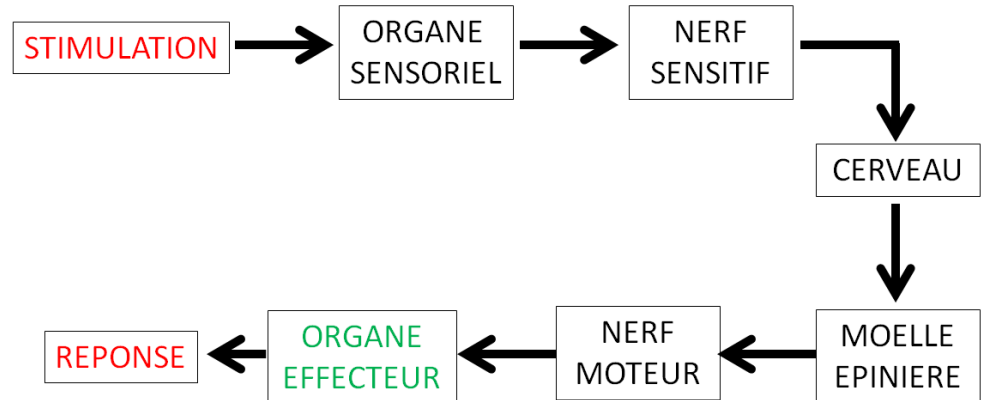 STIMULATION
ORGANE
SENSORIEL
NERF
SENSITIF
CERVEAU
MOELLE
EPINIERE
NERF
MOTEUR
ORGANE
EFFECTEUR
REPONSE